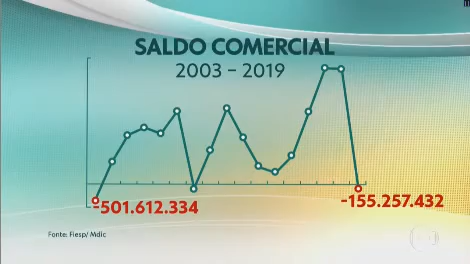 SALDO COMERCIAL
2003 – 2019
-501.612.334
-155.257.432
Fonte: Fiesp/ Mdic